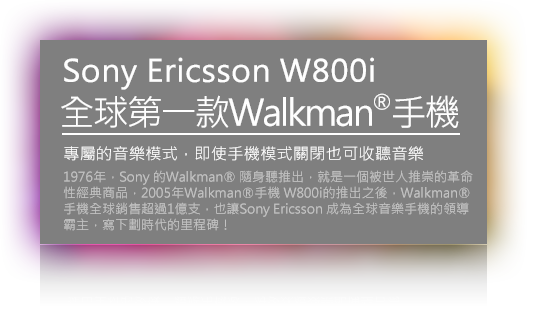 Sony Ericsson W800i
全球第一款Walkman®手機
專屬的音樂模式，即使手機模式關閉也可收聽音樂
1976年，Sony 的Walkman® 隨身聽推出，就是一個被世人推崇的革命
性經典商品，2005年Walkman®手機 W800i的推出之後，Walkman®
手機全球銷售超過1億支，也讓Sony Ericsson 成為全球音樂手機的領導
霸主，寫下劃時代的里程碑！